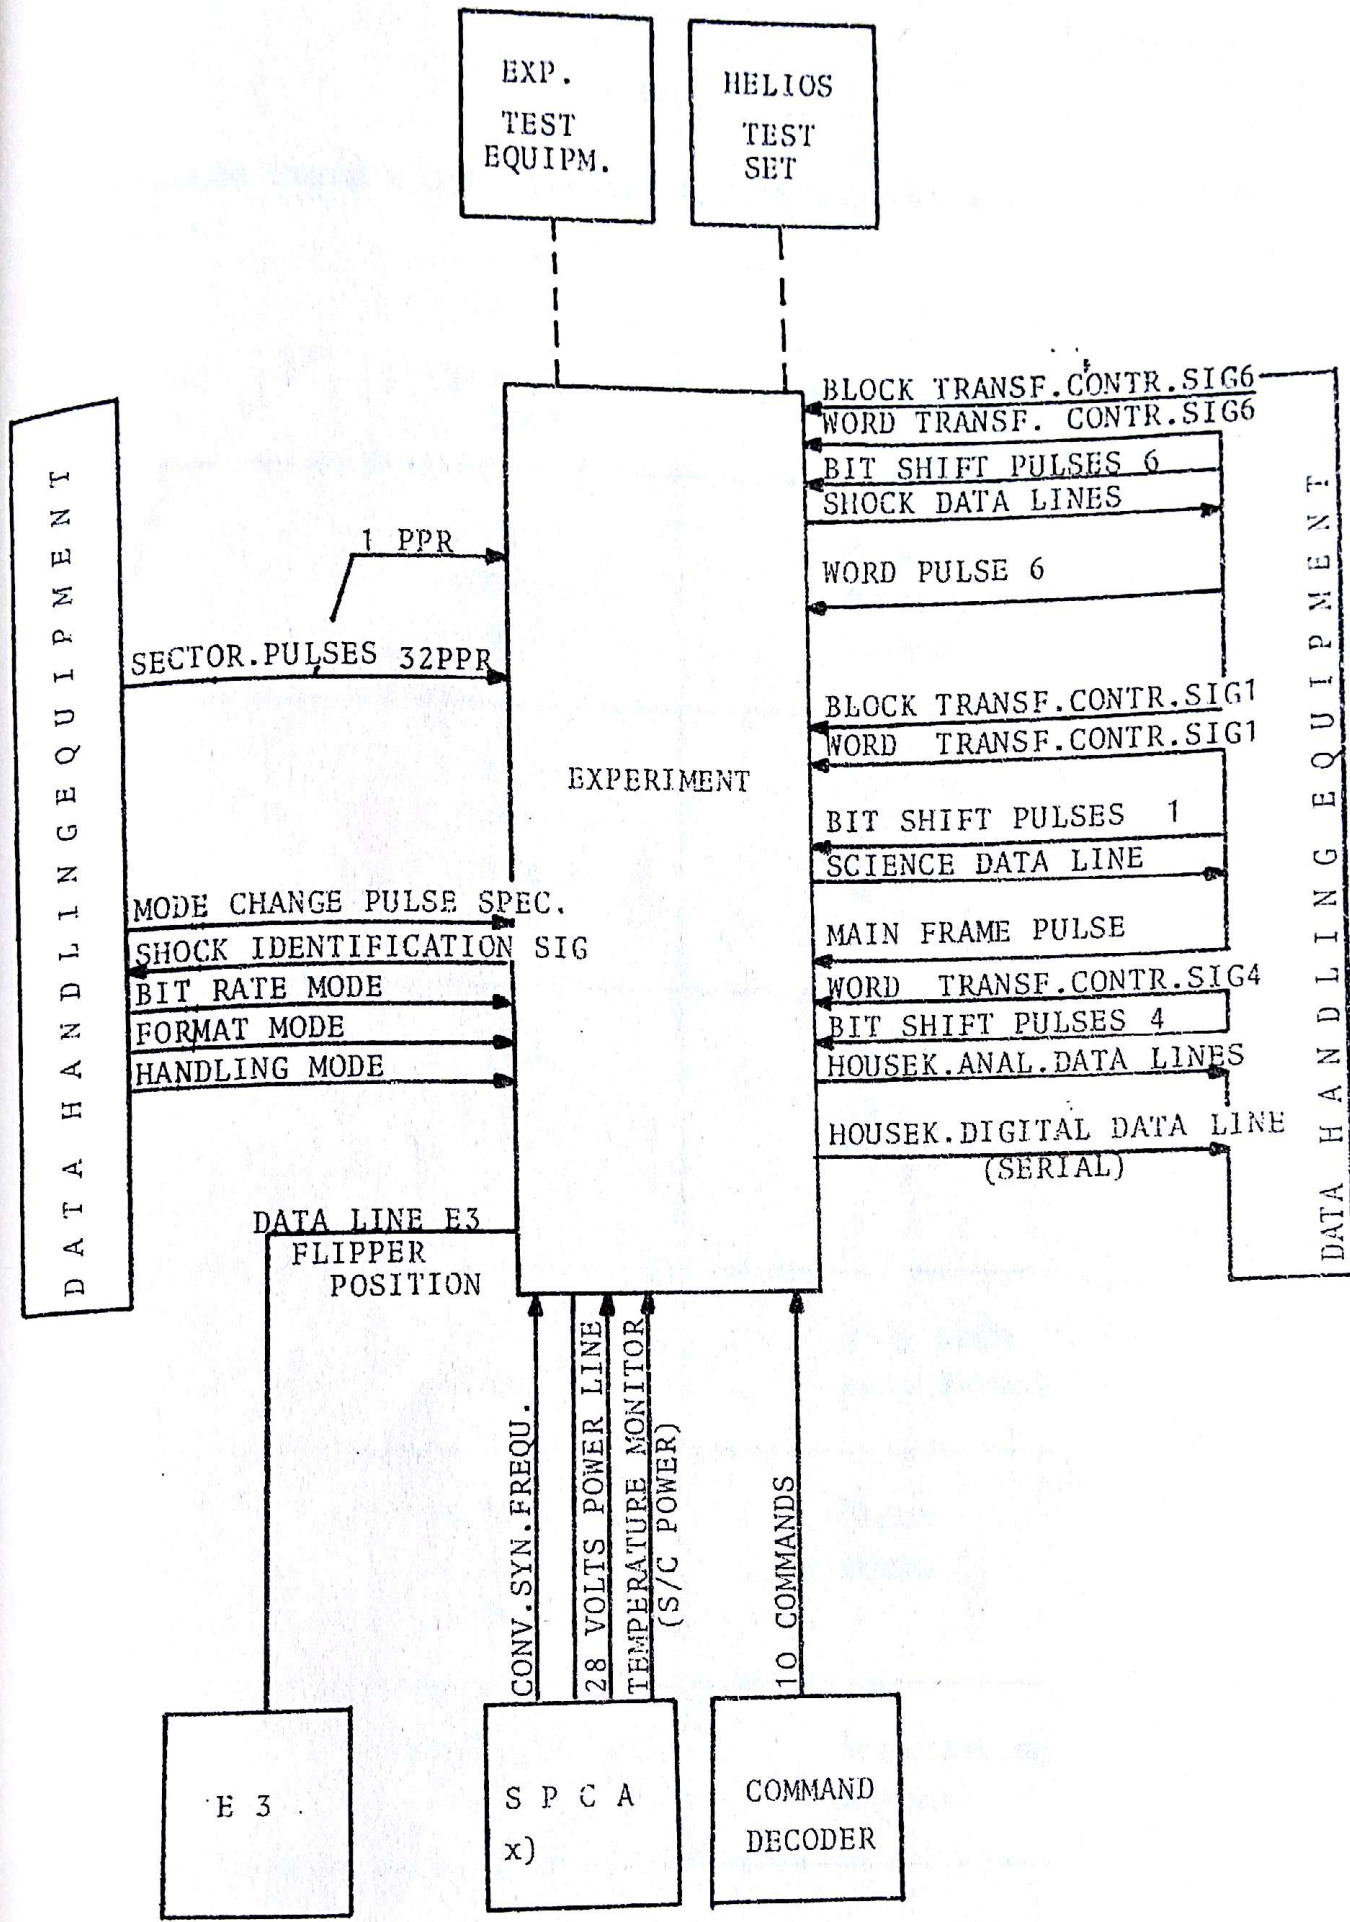 EXP.
TEST
EQUIPM.
HELIOS
TEST
SET
DATA HANDLINGEQUIPMENT
1 PPR
SECTOR.PULSES 32PPR
MODE CHANGE PULSE SPEC.
SHOCK IDENTIFICATION SIG
BIT RATE MODE
FORMAT MODE
HANDLING MODE
EXPERIMENT
BLOCK TRANSF.CONTR.SIG6
WORD TRANSF. CONTR.SIG6
BIT SHIFT PULSES 6
SHOCK DATA LINES
WORD PULSE 6
BLOCK TRANSF.CONTR.SIG1
WORD TRANSF.CONTR.SIG1
BIT SHIFT PULSES 1
SCIENCE DATA LINE
MAIN FRAME PULSE
WORD TRANSF.CONTR.SIG4
BIT SHIFT PULSES 4
HOUSEK.ANAL.DATA LINES
HOUSEK.DIGITAL DATA LINE
(SERIAL)
DATA HANDLING EQUIPMENT
DATA LINE E3
FLIPPER
POSITION
CONV.SYN.FREQU.
28 VOLTS POWER LINE
TEMPERATURE MONITOR
(S/C POWER)
10 COMMANDS
E 3
S P C A
x)
COMMAND
DECODER